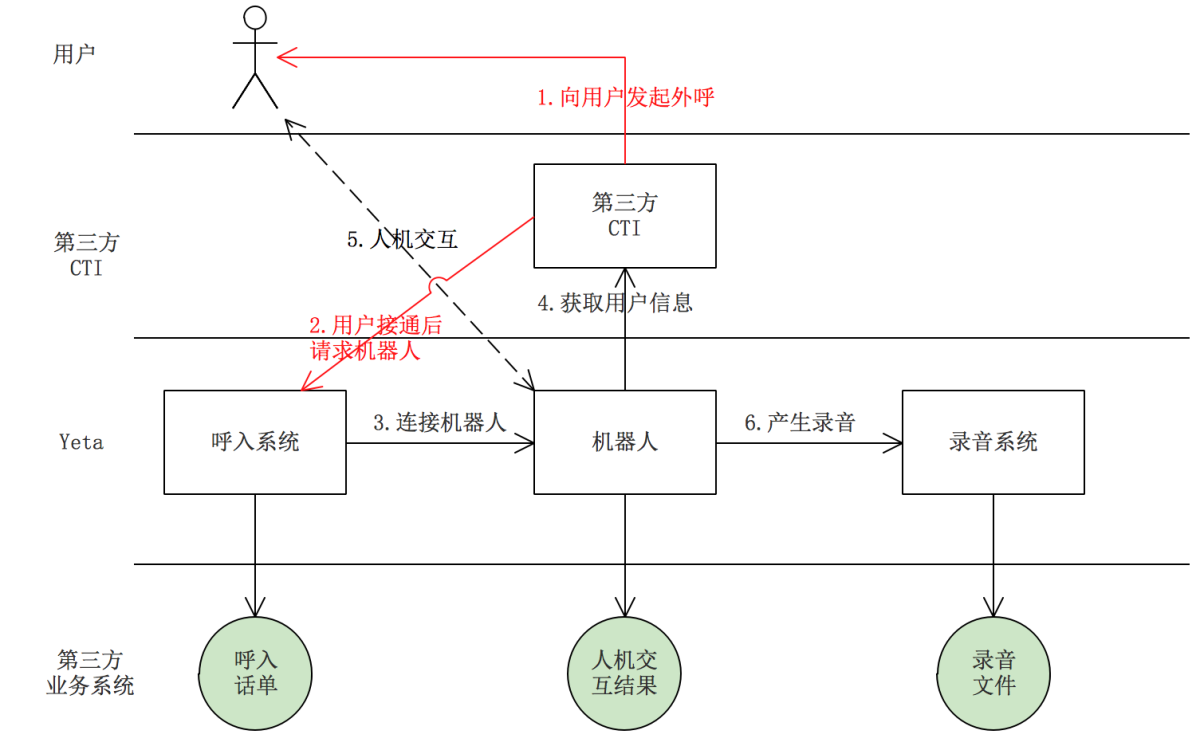 用户
1.向用户发起外呼
第三方
CTI
第三方
CTI
5.人机交互
4.获取用户信息
2.用户接通后
请求机器人
Yeta
呼入系统
3.连接机器人
机器人
6.产生录音
录音系统
第三方
业务系统
呼入
话单
人机交
互结果
录音
文件